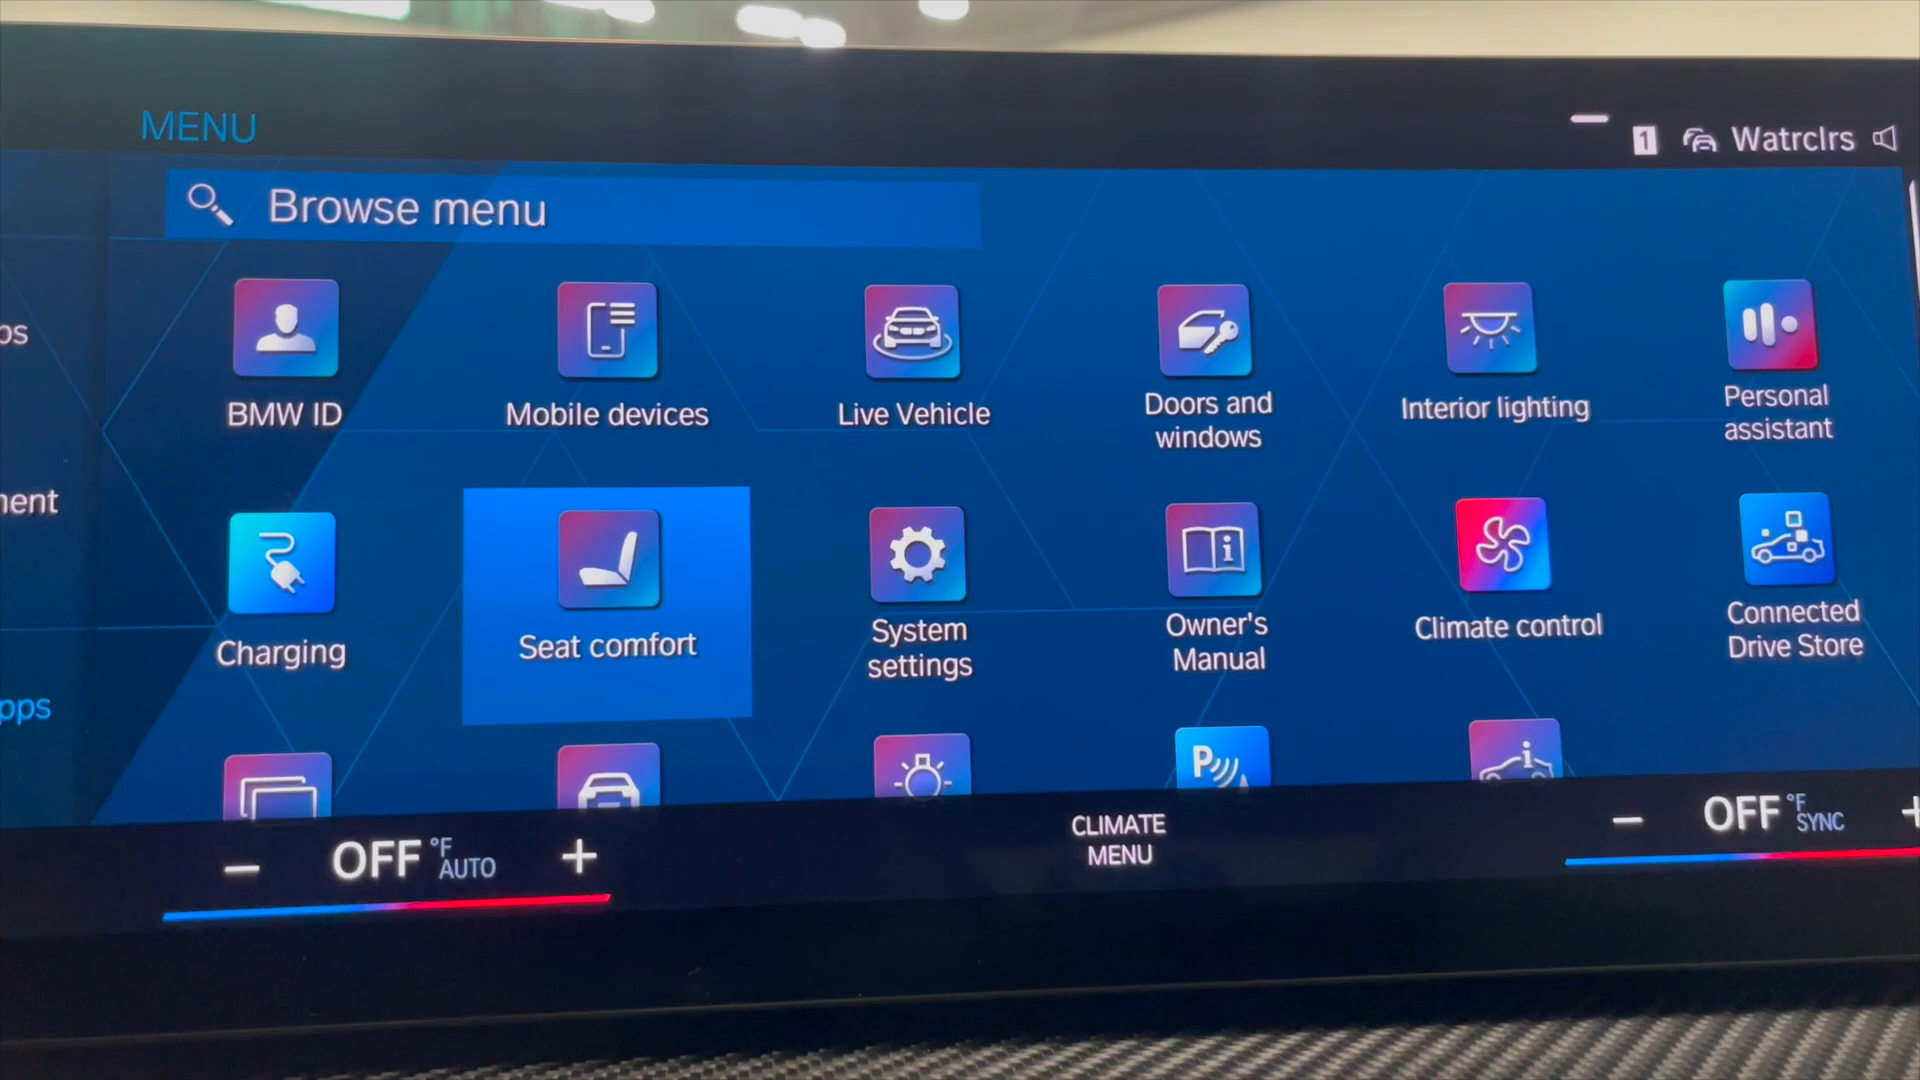 MENU
1 Watrclrs
Browse menu
BMW ID
Mobile devices
Live Vehicle
Doors and
windows
Interior lighting
Personal
assistant
Charging
Seat comfort
System
settings
Owner's
Manual
Climate control
Connected
Drive Store
ps
nent
pps
P
− OFF °F AUTO +
CLIMATE
MENU
− OFF °F SYNC +